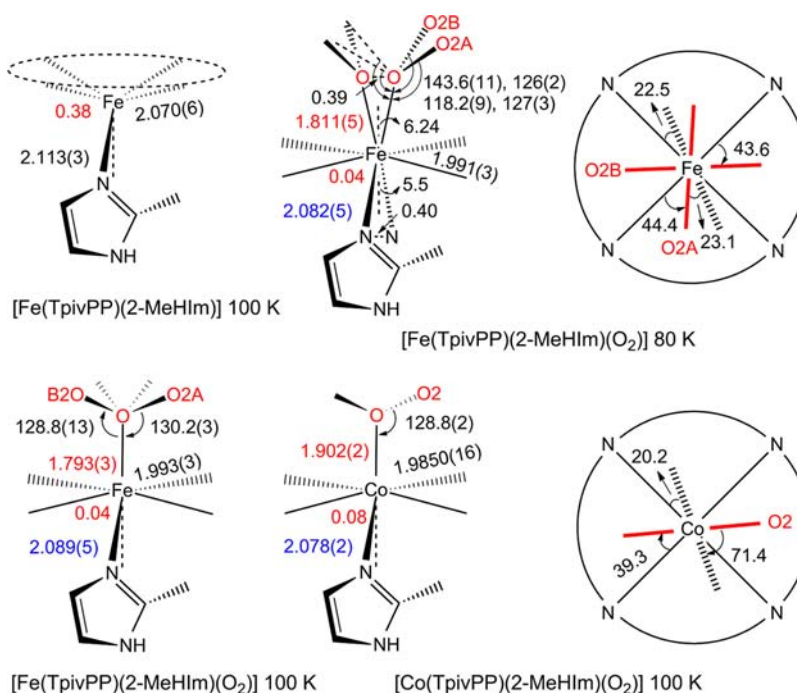 Fe
0.38
2.070(6)
2.113(3)
N
NH
[Fe(TpivPP)(2-MeHIm)] 100 K
O2B
O2A
O
O
0.39
143.6(11), 126(2)
118.2(9), 127(3)
1.811(5)
6.24
Fe
1.991(3)
0.04
5.5
2.082(5)
0.40
N
N
NH
N
N
22.5
43.6
O2B
Fe
44.4
O2A
23.1
N
N
[Fe(TpivPP)(2-MeHIm)(O2)] 80 K
B2O
O2A
O
128.8(13)
130.2(3)
1.793(3)
1.993(3)
Fe
0.04
2.089(5)
N
NH
[Fe(TpivPP)(2-MeHIm)(O2)] 100 K
O2
O
128.8(2)
1.902(2)
1.9850(16)
Co
0.08
2.078(2)
N
NH
N
N
20.2
Co
O2
39.3
71.4
N
N
[Co(TpivPP)(2-MeHIm)(O2)] 100 K